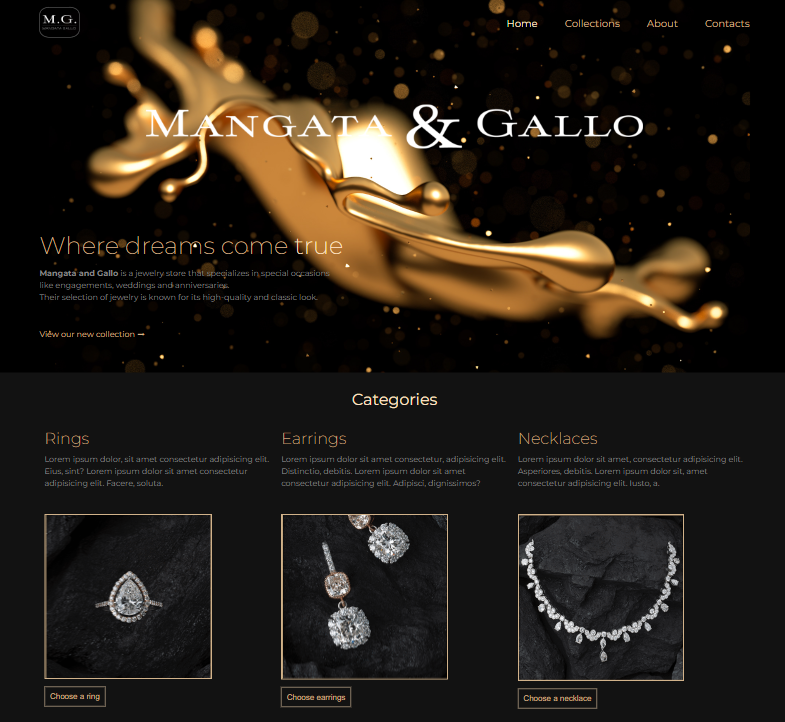 M.G.
MANGATA GALLO
Home
Collections
About
Contacts
MANGATA & GALLO
Where dreams come true
Mangata and Gallo is a jewelry store that specializes in special occasions
like engagements, weddings and anniversaries.
Their selection of jewelry is known for its high-quality and classic look.
View our new collection →
Categories
Rings
Lorem ipsum dolor, sit amet consectetur adipisicing elit.
Eius, sint? Lorem ipsum dolor sit amet consectetur
adipisicing elit. Facere, soluta.
Choose a ring
Earrings
Lorem ipsum dolor sit amet consectetur, adipisicing elit.
Distinctio, debitis. Lorem ipsum dolor sit amet
consectetur adipisicing elit. Adipisci, dignissimos?
Choose earrings
Necklaces
Lorem ipsum dolor sit amet, consectetur adipisicing elit.
Asperiores, debitis. Lorem ipsum dolor sit, amet
consectetur adipisicing elit. Iusto, a.
Choose a necklace